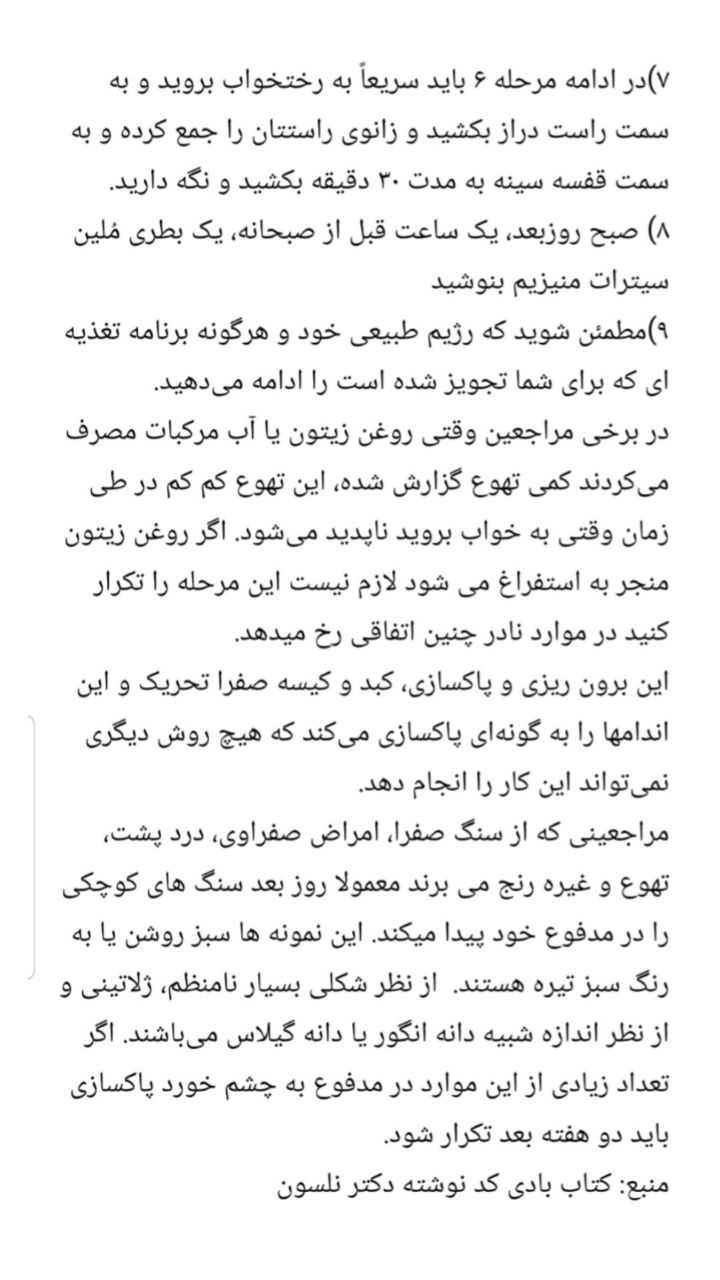 ۷)در ادامه مرحله ۶ باید سریعاً به رختخواب بروید و به
سمت راست دراز بکشید و زانوی راستتان را جمع کرده و به
سمت قفسه سینه به مدت ۳۰ دقیقه بکشید و نگه دارید.
۸) صبح روزبعد، یک ساعت قبل از صبحانه، یک بطری مُلین
سیترات منیزیم بنوشید
۹)مطمئن شوید که رژیم طبیعی خود و هرگونه برنامه تغذیه
ای که برای شما تجویز شده است را ادامه می‌دهید.
در برخی مراجعین وقتی روغن زیتون یا آب مرکبات مصرف
می‌کردند کمی تهوع گزارش شده، این تهوع کم کم در طی
زمان وقتی به خواب بروید ناپدید می‌شود. اگر روغن زیتون
منجر به استفراغ می شود لازم نیست این مرحله را تکرار
کنید در موارد نادر چنین اتفاقی رخ میدهد.
این برون ریزی و پاکسازی، کبد و کیسه صفرا تحریک و این
اندامها را به گونه‌ای پاکسازی می‌کند که هیچ روش دیگری
نمی‌تواند این کار را انجام دهد.
مراجعینی که از سنگ صفرا، امراض صفراوی، درد پشت،
تهوع و غیره رنج می برند معمولا روز بعد سنگ های کوچکی
را در مدفوع خود پیدا میکند. این نمونه ها سبز روشن یا به
رنگ سبز تیره هستند. از نظر شکلی بسیار نامنظم، ژلاتینی و
از نظر اندازه شبیه دانه انگور یا دانه گیلاس می‌باشند. اگر
تعداد زیادی از این موارد در مدفوع به چشم خورد پاکسازی
باید دو هفته بعد تکرار شود.
منبع: کتاب بادی کد نوشته دکتر نلسون